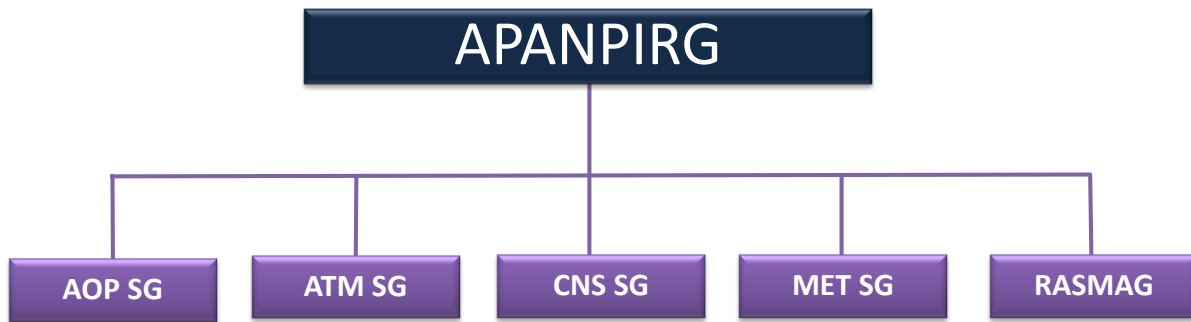 APANPIRG
AOP SG
ATM SG
CNS SG
MET SG
RASMAG